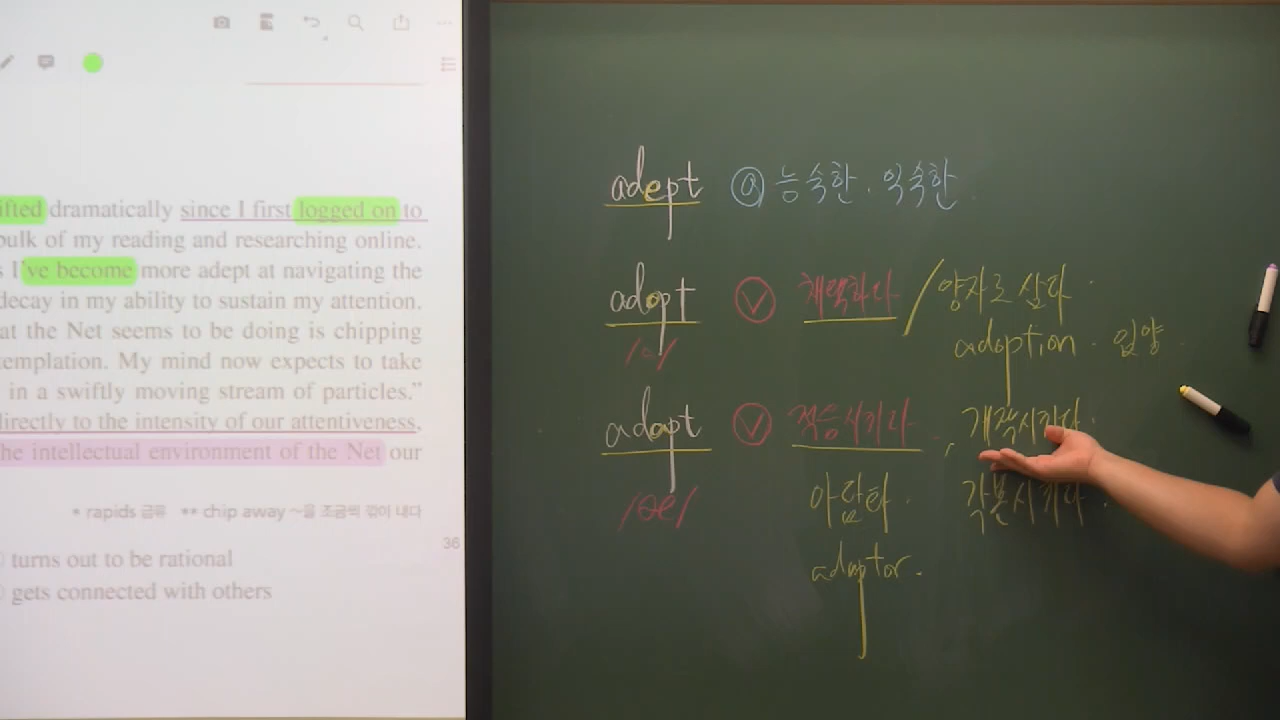 ifted dramatically since I first logged on to
bulk of my reading and researching online.
s I've become more adept at navigating the
decay in my ability to sustain my attention.
at the Net seems to be doing is chipping
templation. My mind now expects to take
in a swiftly moving stream of particles."
directly to the intensity of our attentiveness,
he intellectual environment of the Net our
* rapids 급류 ** chip away ~을 조금씩 깎아 내다
36
turns out to be rational
gets connected with others
adept ⓐ 능숙한. 익숙한
adopt ⓥ 채택하다 / 양자로 삼다.
/a/ adoption. 입양.
adapt ⓥ 적응시키다. , 개작시키다.
/æ/ 아답타. 각본시키다.
adaptor.